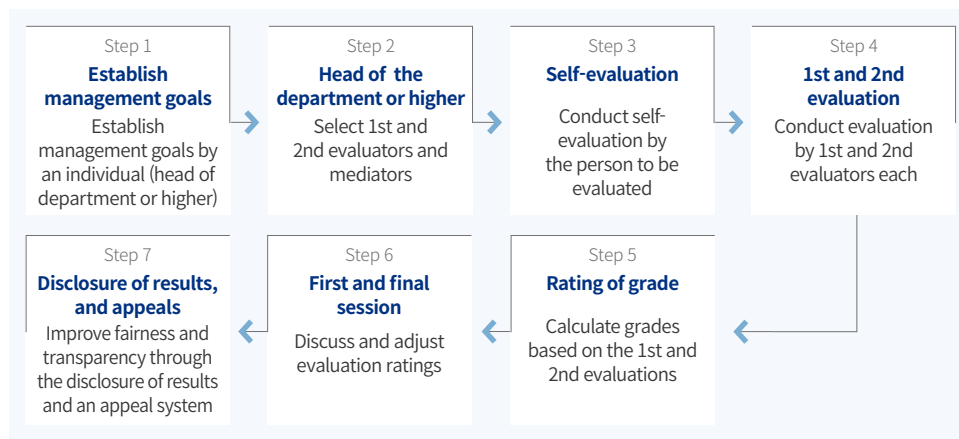 Step 1
Establish
management goals
Establish
management goals by
an individual (head of
department or higher)
Step 2
Head of the
department or higher
Select 1st and
2nd evaluators and
mediators
Step 3
Self-evaluation
Conduct self-
evaluation by
the person to be
evaluated
Step 4
1st and 2nd
evaluation
Conduct evaluation
by 1st and 2nd
evaluators each
Step 5
Rating of grade
Calculate grades
based on the 1st and
2nd evaluations
Step 6
First and final
session
Discuss and adjust
evaluation ratings
Step 7
Disclosure of results,
and appeals
Improve fairness and
transparency through
the disclosure of results
and an appeal system